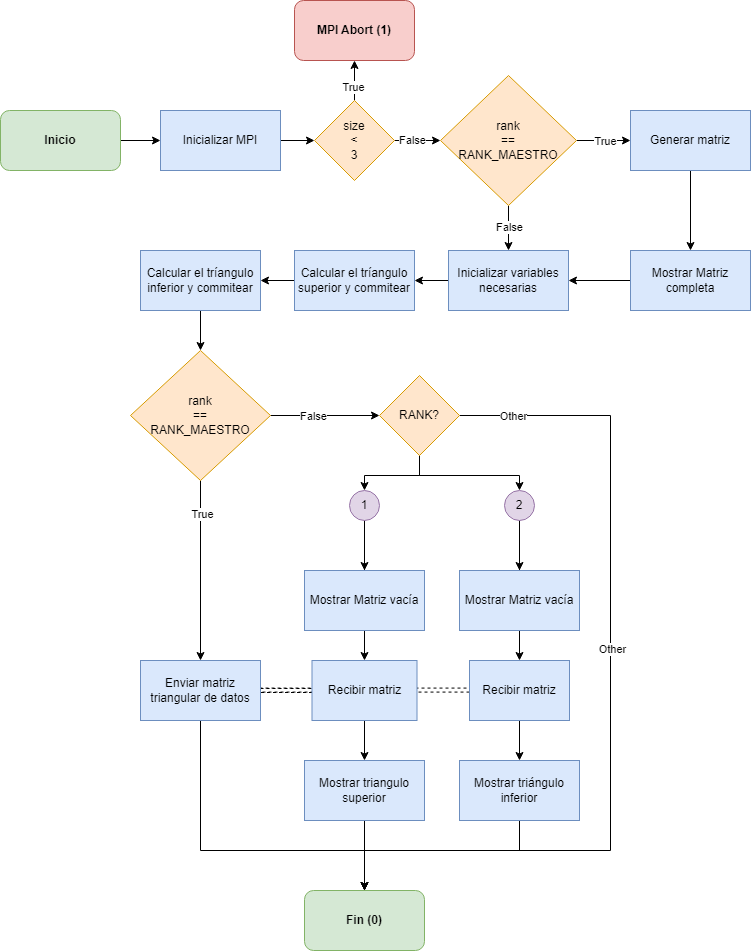 MPI Abort (1)
True
Inicio
Inicializar MPI
size
<
3
False
rank
==
RANK_MAESTRO
True
Generar matriz
False
Calcular el tríangulo
inferior y commitear
Calcular el tríangulo
superior y commitear
Inicializar variables
necesarias
Mostrar Matriz
completa
rank
==
RANK_MAESTRO
False
RANK?
Other
True
1
2
Mostrar Matriz vacía
Mostrar Matriz vacía
Other
Enviar matriz
triangular de datos
Recibir matriz
Recibir matriz
Mostrar triangulo
superior
Mostrar triángulo
inferior
Fin (0)